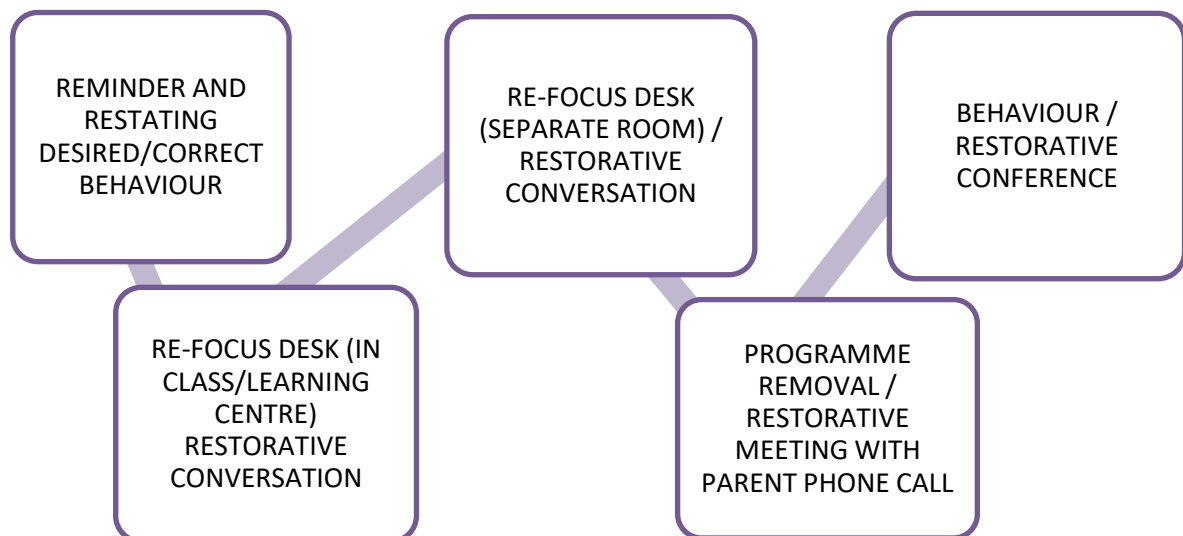 REMINDER AND
RESTATING
DESIRED/CORRECT
BEHAVIOUR
RE-FOCUS DESK (IN
CLASS/LEARNING
CENTRE)
RESTORATIVE
CONVERSATION
RE-FOCUS DESK
(SEPARATE ROOM) /
RESTORATIVE
CONVERSATION
PROGRAMME
REMOVAL /
RESTORATIVE
MEETING WITH
PARENT PHONE CALL
BEHAVIOUR /
RESTORATIVE
CONFERENCE